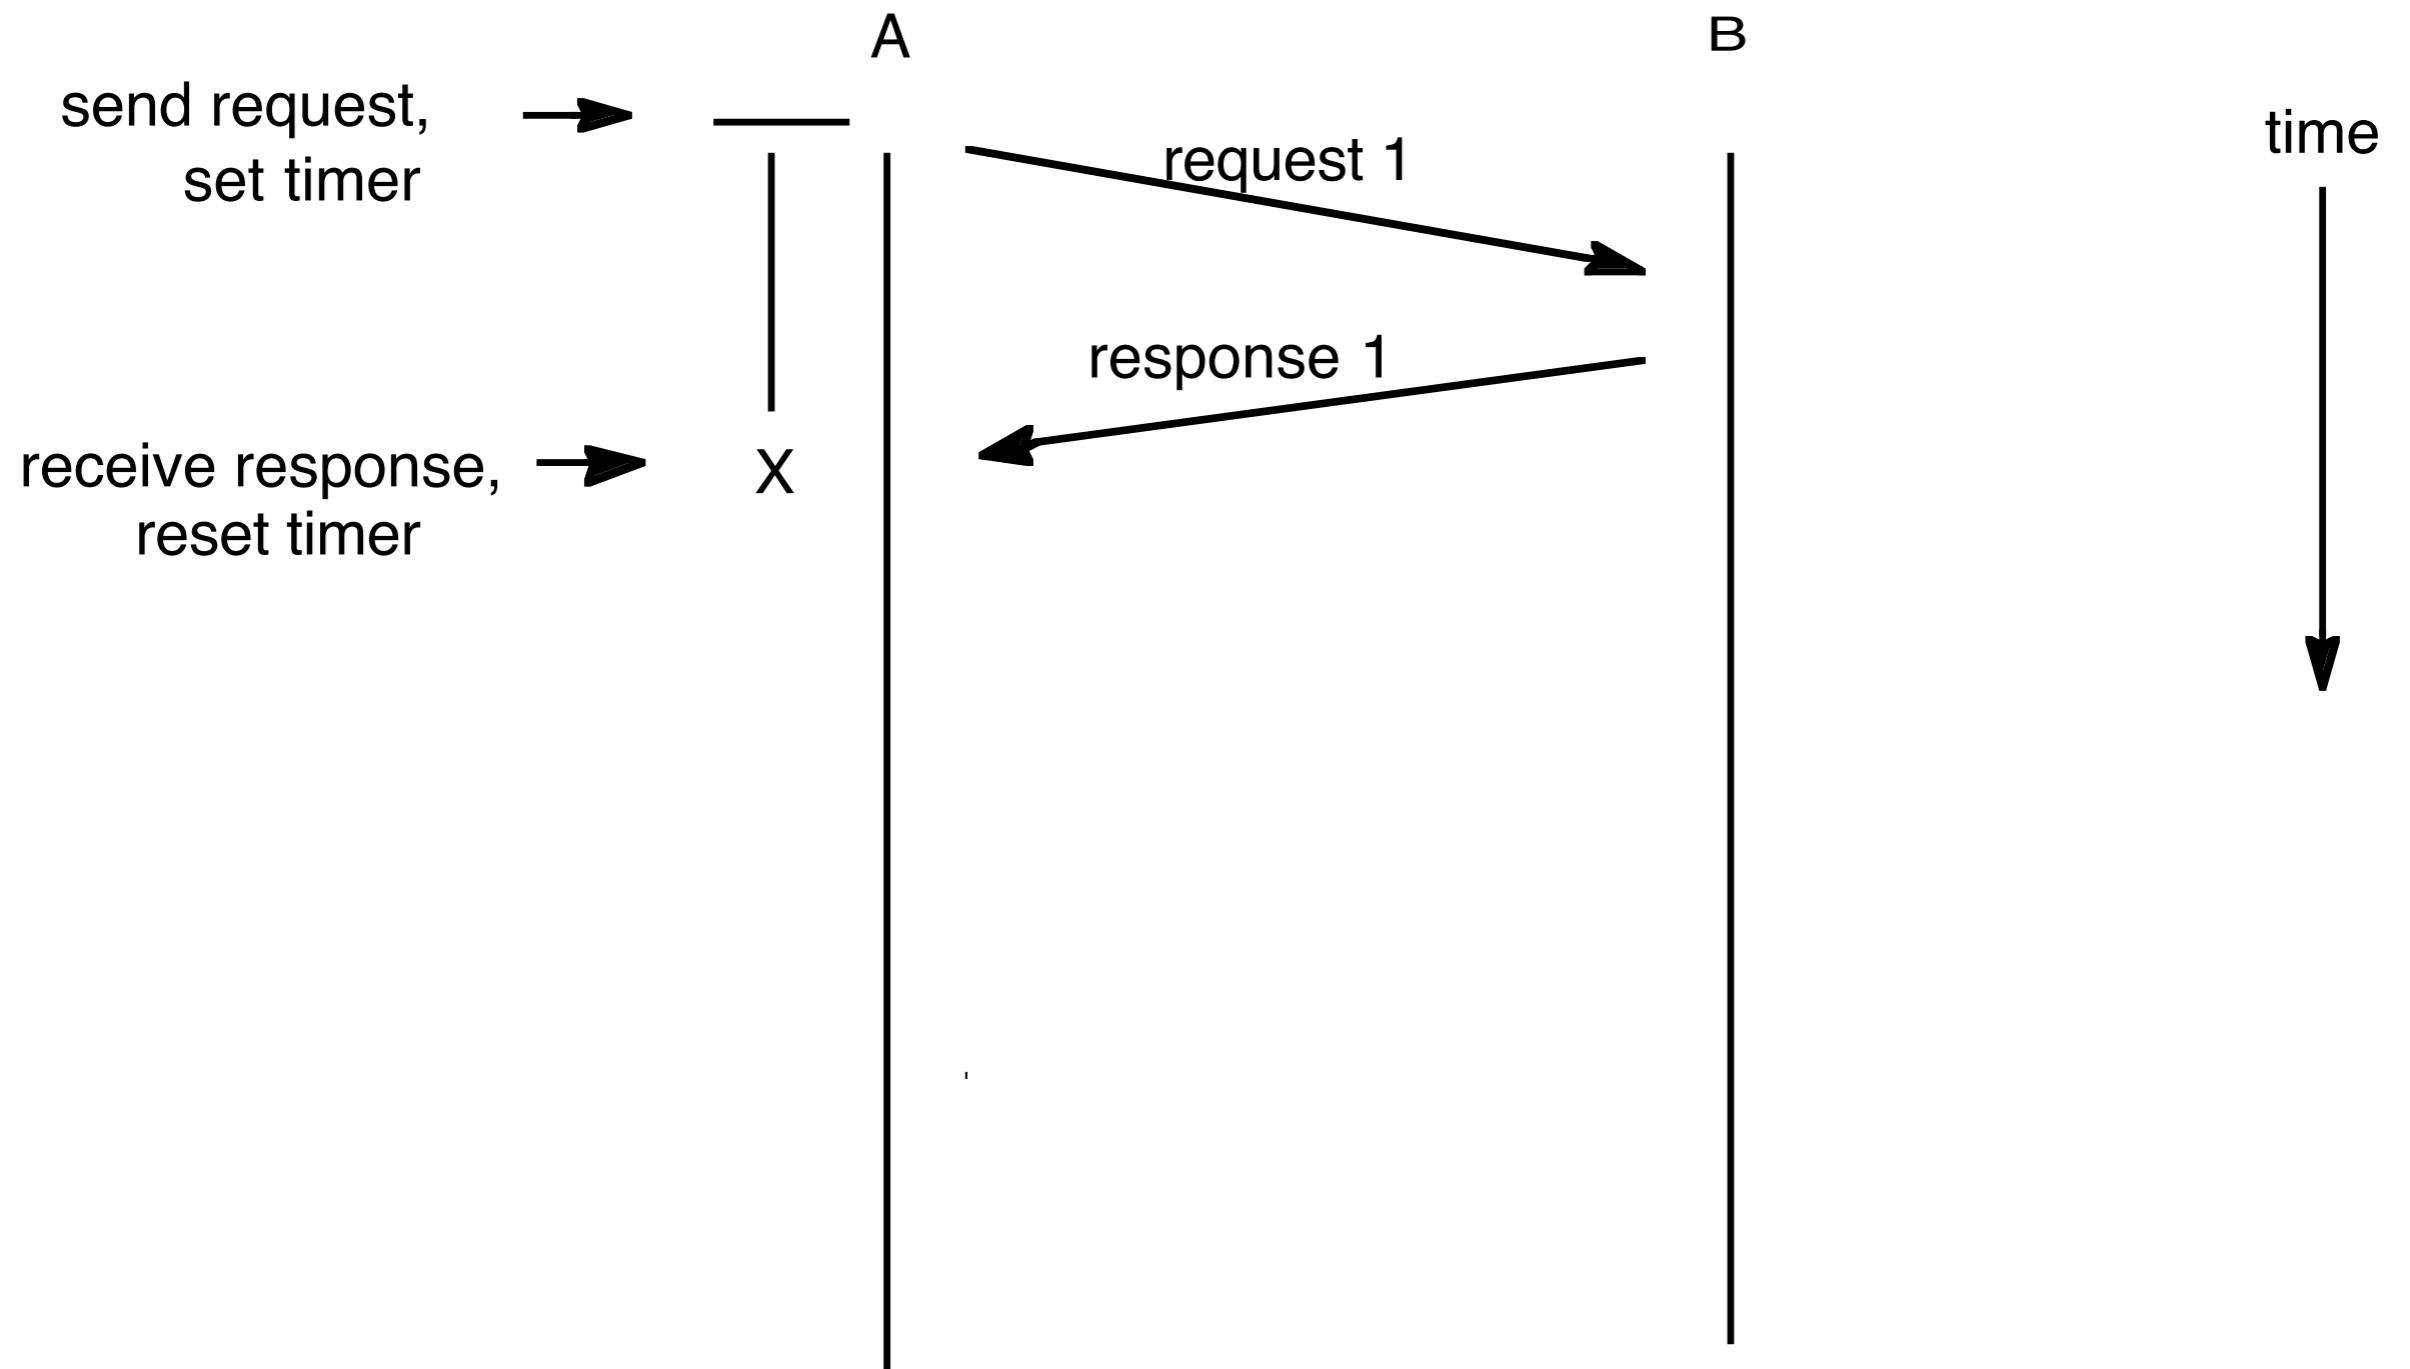 A
B
send request,
set timer
request 1
time
response 1
receive response,
reset timer
X